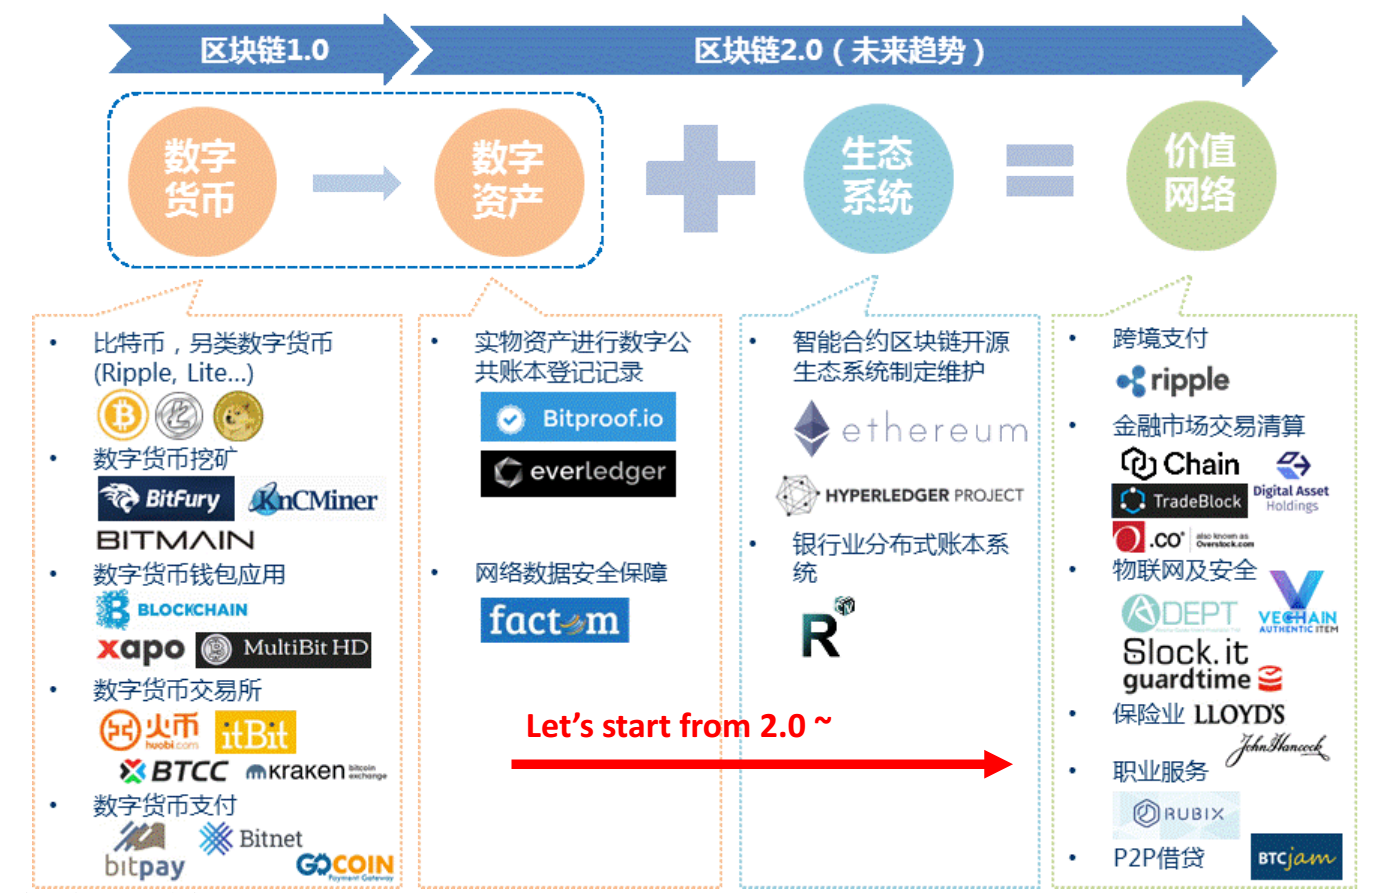 区块链1.0
区块链2.0（未来趋势）
数字
货币
数字
资产
生态
系统
价值
网络
• 比特币，另类数字货币
(Ripple, Lite...)
• 数字货币挖矿
BitFury
KnCMiner
BITMAIN
• 数字货币钱包应用
BLOCKCHAIN
xapo
MultiBit HD
• 数字货币交易所
火币
huobi.com
itBit
BTCC
kraken bitcoin
exchange
• 数字货币支付
bitpay
Bitnet
GOCOIN
Payment Gateway
• 实物资产进行数字公
共账本登记记录
Bitproof.io
everledger
• 网络数据安全保障
factom
• 智能合约区块链开源
生态系统制定维护
ethereum
HYPERLEDGER PROJECT
• 银行业分布式账本系
统
R
CEV
Let's start from 2.0 ~
• 跨境支付
ripple
• 金融市场交易清算
Chain
TradeBlock
Digital Asset
Holdings
O.CO
also known as
Overstock.com
• 物联网及安全
ADEPT
VECHAIN
AUTHENTIC ITEM
Slock.it
guardtime
• 保险业 LLOYD'S
John Hancock
• 职业服务
RUBIX
• P2P借贷
BTCjam